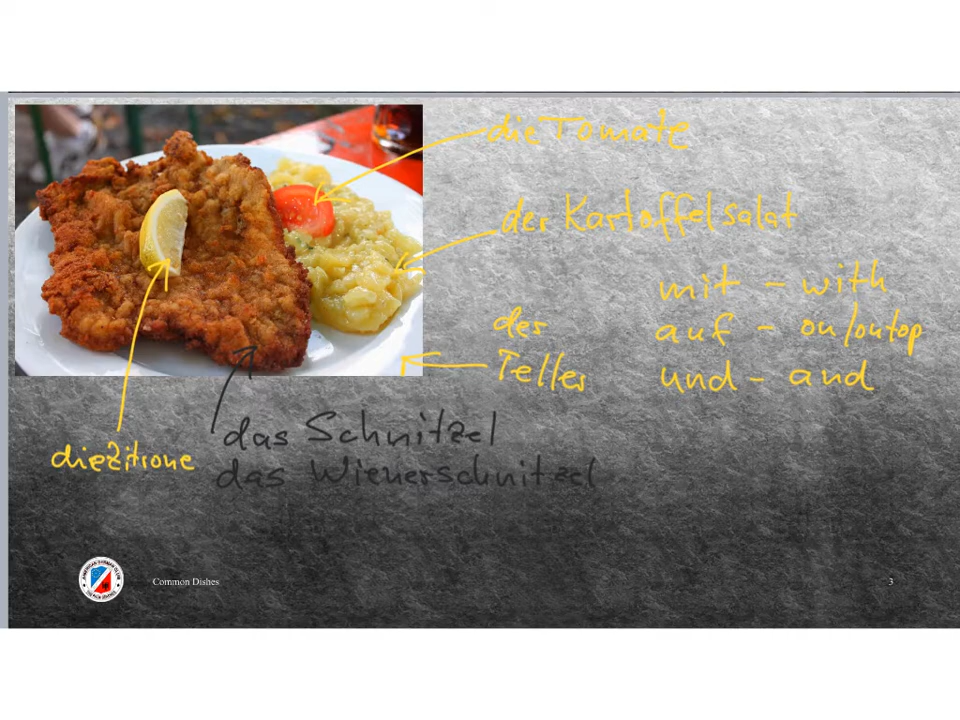 die Tomate
der Kartoffelsalat
mit - with
der
auf - on/ontop
Teller
und - and
das Schnitzel
die Zitrone
das Wienerschnitzel
Common Dishes
3